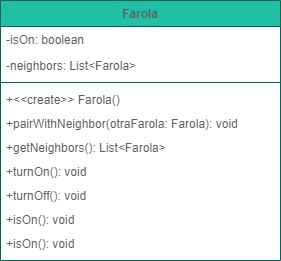 Farola
-isOn: boolean
-neighbors: List<Farola>
+<<create>> Farola()
+pairWithNeighbor(otraFarola: Farola): void
+getNeighbors(): List<Farola>
+turnOn(): void
+turnOff(): void
+isOn(): void
+isOn(): void